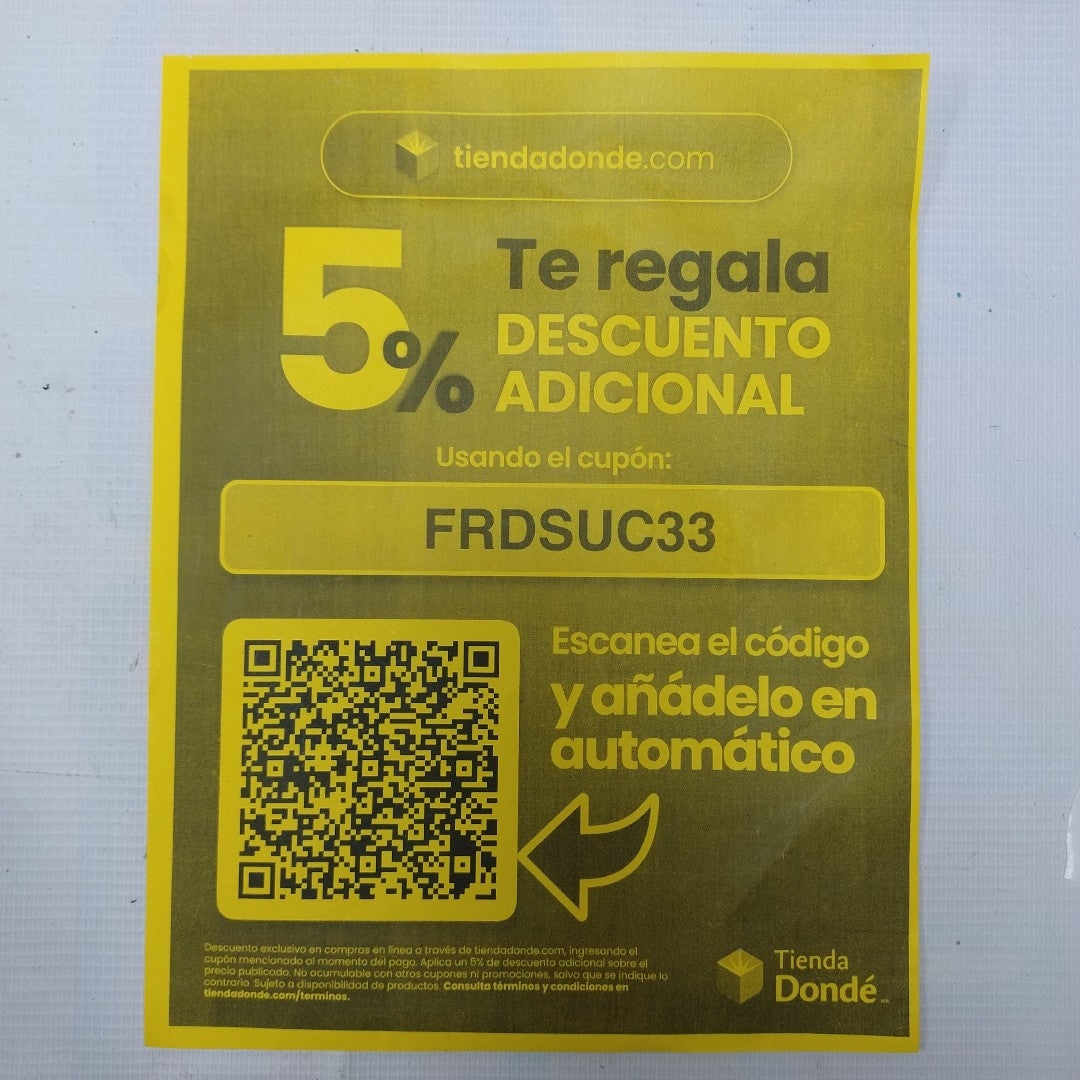 tiendadonde.com
5%
Te regala
DESCUENTO
ADICIONAL
Usando el cupón:
FRDSUC33
Escanea el código
y añádelo en
automático
Descuento exclusivo en compras en línea a través de tiendadonde.com, ingresando el
cupón mencionado al momento del pago. Aplica un 5% de descuento adicional sobre el
precio publicado. No acumulable con otros cupones ni promociones, salvo que se indique lo
contrario. Sujeto a disponibilidad de productos. Consulta términos y condiciones en
tiendadonde.com/terminos.
Tienda
Dondé